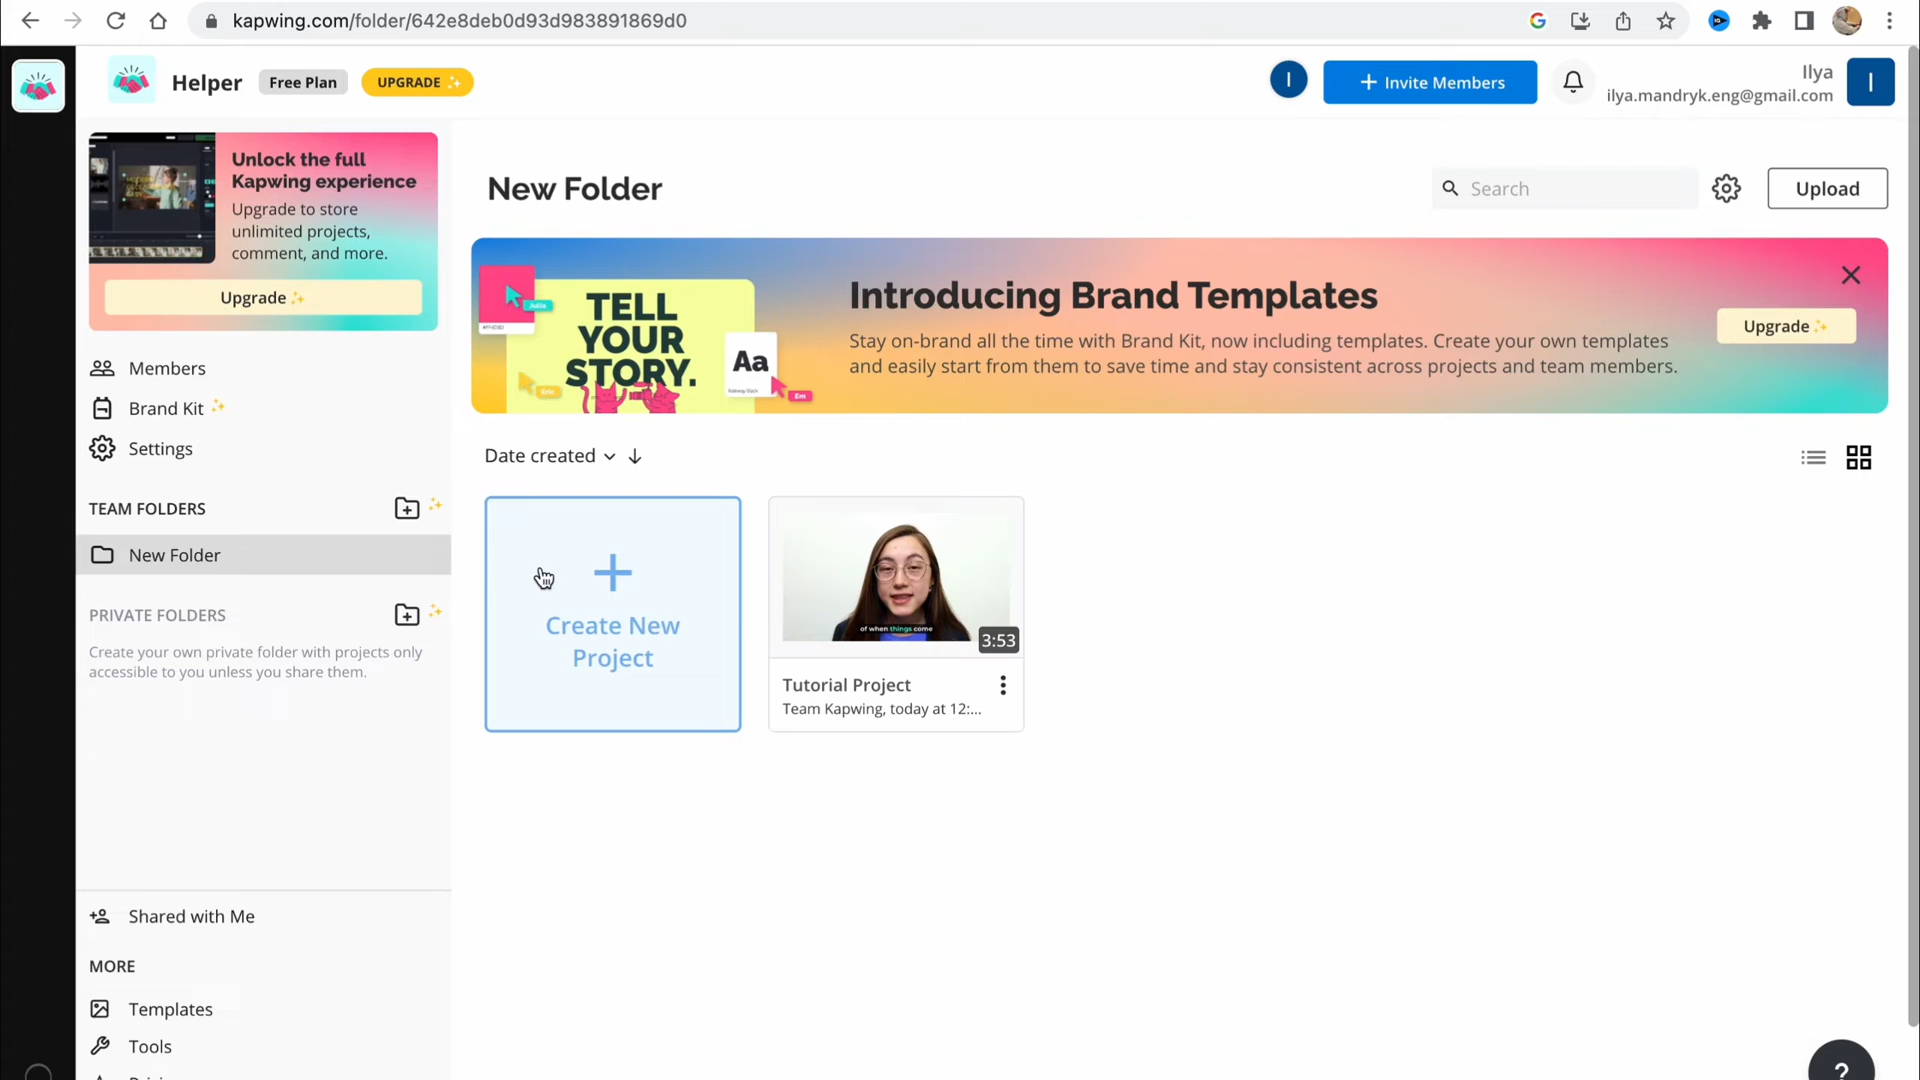 kapwing.com/folder/642e8deb0d93d983891869d0
Helper
Free Plan
UPGRADE
I
Invite Members
Ilya
ilya.mandryk.eng@gmail.com
I
Unlock the full
Kapwing experience
Upgrade to store
unlimited projects,
comment, and more.
Upgrade
Members
Brand Kit
Settings
TEAM FOLDERS
New Folder
PRIVATE FOLDERS
Create your own private folder with projects only
accessible to you unless you share them.
Shared with Me
MORE
Templates
Tools
New Folder
Search
Upload
TELL
YOUR
STORY.
Aa
Introducing Brand Templates
Stay on-brand all the time with Brand Kit, now including templates. Create your own templates
and easily start from them to save time and stay consistent across projects and team members.
Upgrade
Date created
Create New
Project
of when things come
3:53
Tutorial Project
Team Kapwing, today at 12:...
?